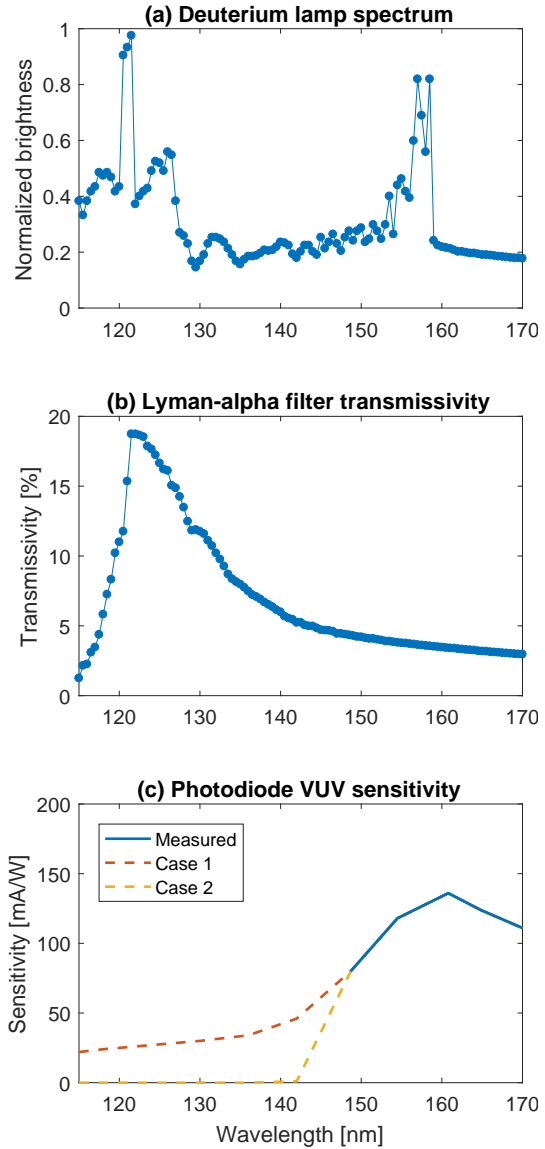 (a) Deuterium lamp spectrum
Normalized brightness
1
0.8
0.6
0.4
0.2
0
120 130 140 150 160 170
(b) Lyman-alpha filter transmissivity
Transmissivity [%]
20
15
10
5
0
120 130 140 150 160 170
(c) Photodiode VUV sensitivity
Sensitivity [mA/W]
200
150
100
50
0
Measured
Case 1
Case 2
120 130 140 150 160 170
Wavelength [nm]